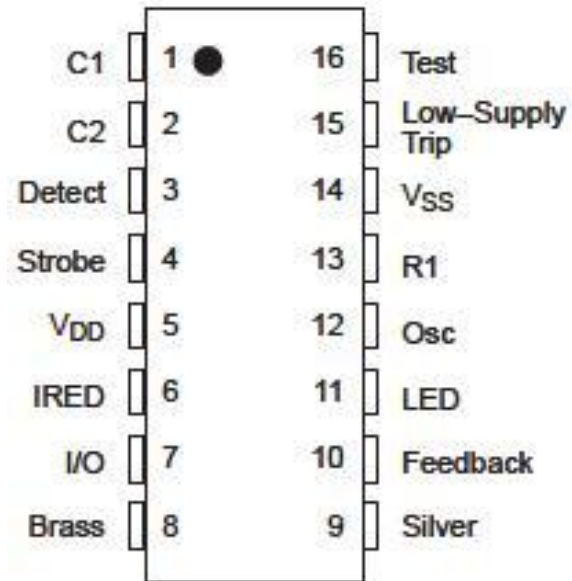 C1 1 16 Test
C2 2 15 Low–Supply
Trip
Detect 3 14 VSS
Strobe 4 13 R1
VDD 5 12 Osc
IRED 6 11 LED
I/O 7 10 Feedback
Brass 8 9 Silver